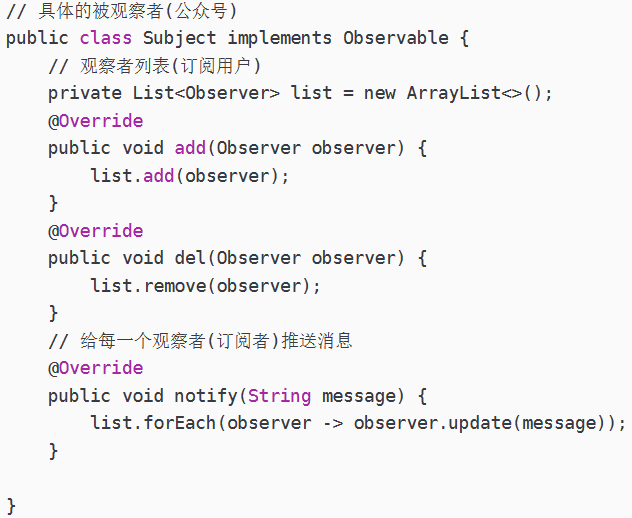 // 具体的被观察者(公众号)
public class Subject implements Observable {
    // 观察者列表(订阅用户)
    private List<Observer> list = new ArrayList<>();
    @Override
    public void add(Observer observer) {
        list.add(observer);
    }
    @Override
    public void del(Observer observer) {
        list.remove(observer);
    }
    // 给每一个观察者(订阅者)推送消息
    @Override
    public void notify(String message) {
        list.forEach(observer -> observer.update(message));
    }

}